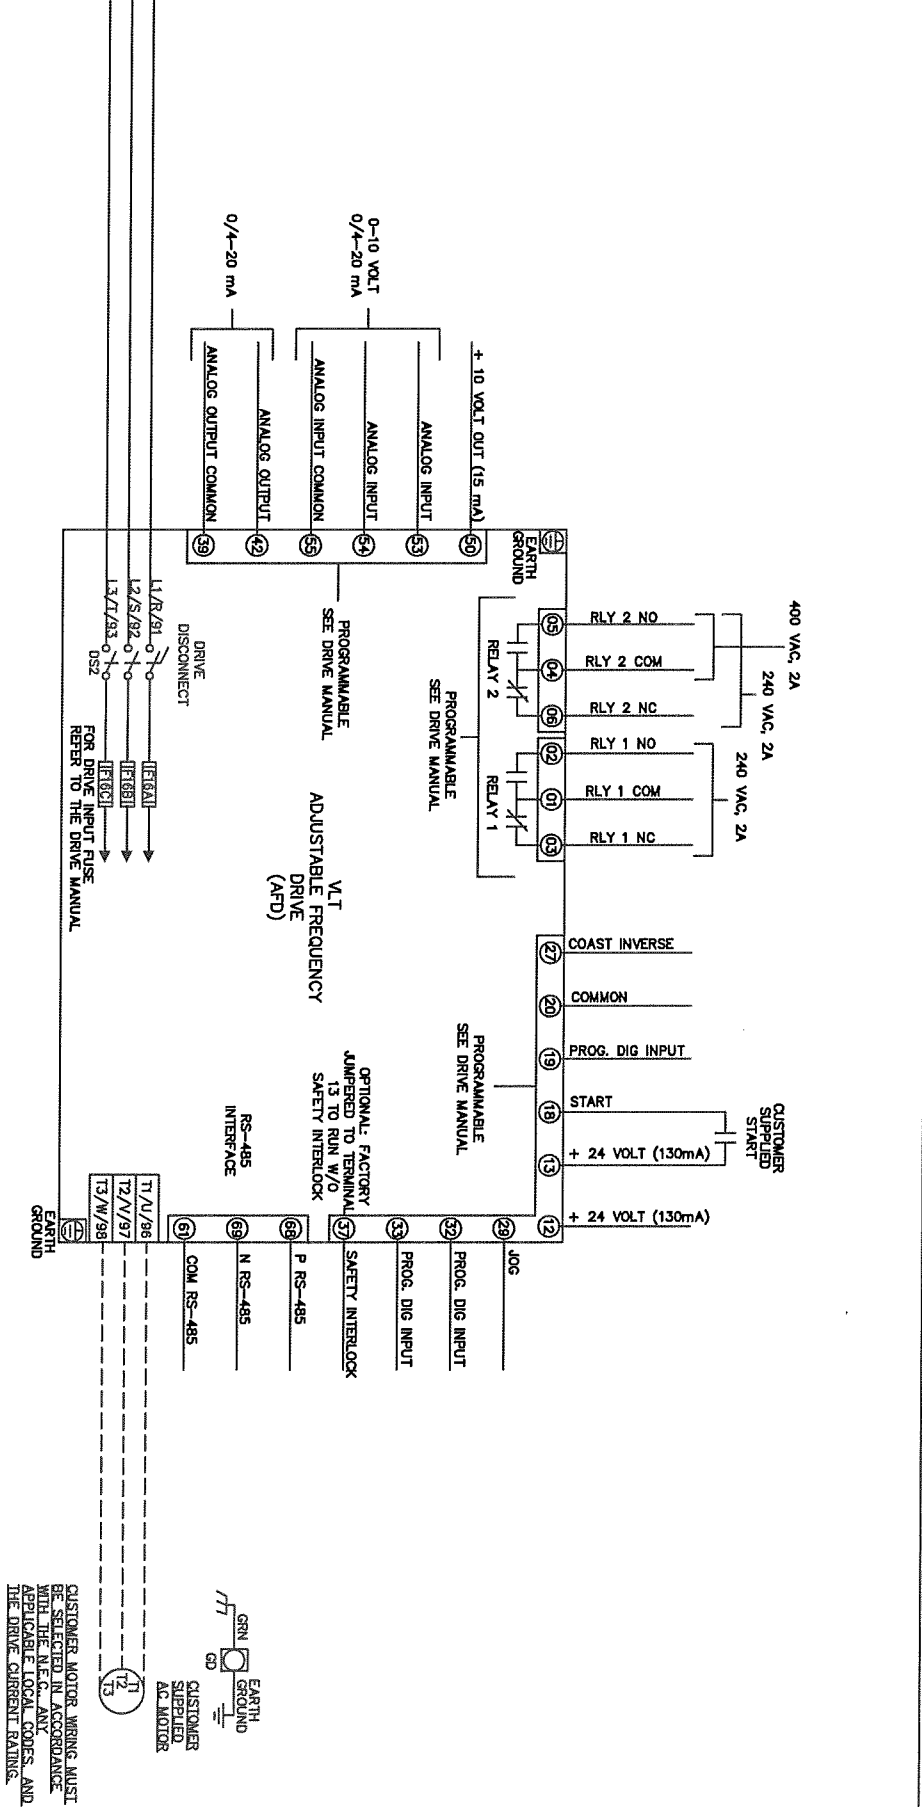 400 VAC, 2A
240 VAC, 2A
240 VAC, 2A
RLY 2 NO
RLY 2 COM
RLY 2 NC
RLY 1 NO
RLY 1 COM
RLY 1 NC
COAST INVERSE
COMMON
PROG. DIG INPUT
START
+ 24 VOLT (130mA)
+ 24 VOLT (130mA)
CUSTOMER
SUPPLIED
START
05
04
06
02
01
03
27
20
19
18
13
12
EARTH
GROUND
RELAY 2
RELAY 1
PROGRAMMABLE
SEE DRIVE MANUAL
PROGRAMMABLE
SEE DRIVE MANUAL
+ 10 VOLT OUT (15 mA)
50
0-10 VOLT
0/4-20 mA
ANALOG INPUT
53
ANALOG INPUT
54
ANALOG INPUT COMMON
55
0/4-20 mA
ANALOG OUTPUT
42
ANALOG OUTPUT COMMON
39
PROGRAMMABLE
SEE DRIVE MANUAL
VLT
ADJUSTABLE FREQUENCY
DRIVE
(AFD)
OPTIONAL: FACTORY
JUMPERED TO TERMINAL
13 TO RUN W/O
SAFETY INTERLOCK
29
JOG
32
PROG. DIG INPUT
33
PROG. DIG INPUT
37
SAFETY INTERLOCK
RS-485
INTERFACE
68
P RS-485
69
N RS-485
61
COM RS-485
DRIVE
DISCONNECT
L1/R/91
L2/S/92
L3/T/93
DS2
F16A
F16B
F16C
FOR DRIVE INPUT FUSE
REFER TO THE DRIVE MANUAL
T1/U/96
T2/V/97
T3/W/98
EARTH
GROUND
GRN
GD
EARTH
GROUND
T1
T2
T3
CUSTOMER
SUPPLIED
AC MOTOR
CUSTOMER MOTOR WIRING MUST
BE SELECTED IN ACCORDANCE
WITH THE N.E.C., ANY
APPLICABLE LOCAL CODES, AND
THE DRIVE CURRENT RATING.